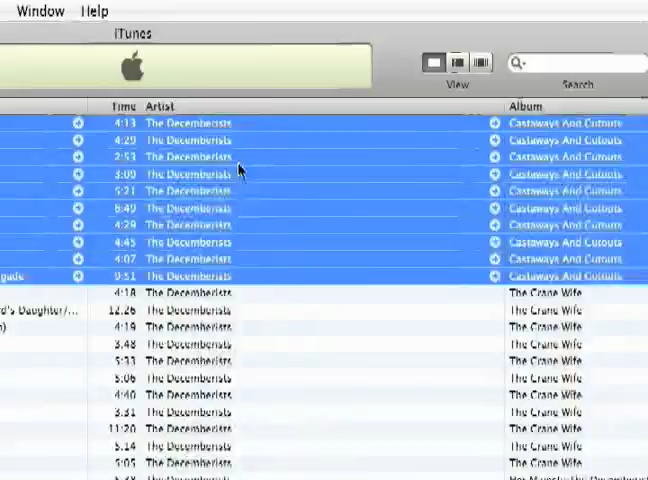 Window Help
iTunes
View
Search
Time Artist Album
4:13 The Decemberists Castaways And Cutouts
4:29 The Decemberists Castaways And Cutouts
2:53 The Decemberists Castaways And Cutouts
3:09 The Decemberists Castaways And Cutouts
5:21 The Decemberists Castaways And Cutouts
6:49 The Decemberists Castaways And Cutouts
4:29 The Decemberists Castaways And Cutouts
4:45 The Decemberists Castaways And Cutouts
4:07 The Decemberists Castaways And Cutouts
gade 9:51 The Decemberists Castaways And Cutouts
4:18 The Decemberists The Crane Wife
d's Daughter/... 12:26 The Decemberists The Crane Wife
) 4:19 The Decemberists The Crane Wife
3:48 The Decemberists The Crane Wife
5:33 The Decemberists The Crane Wife
5:06 The Decemberists The Crane Wife
4:40 The Decemberists The Crane Wife
3:31 The Decemberists The Crane Wife
11:20 The Decemberists The Crane Wife
5:14 The Decemberists The Crane Wife
5:05 The Decemberists The Crane Wife
The Decemberists Her Majesty The Decemberists